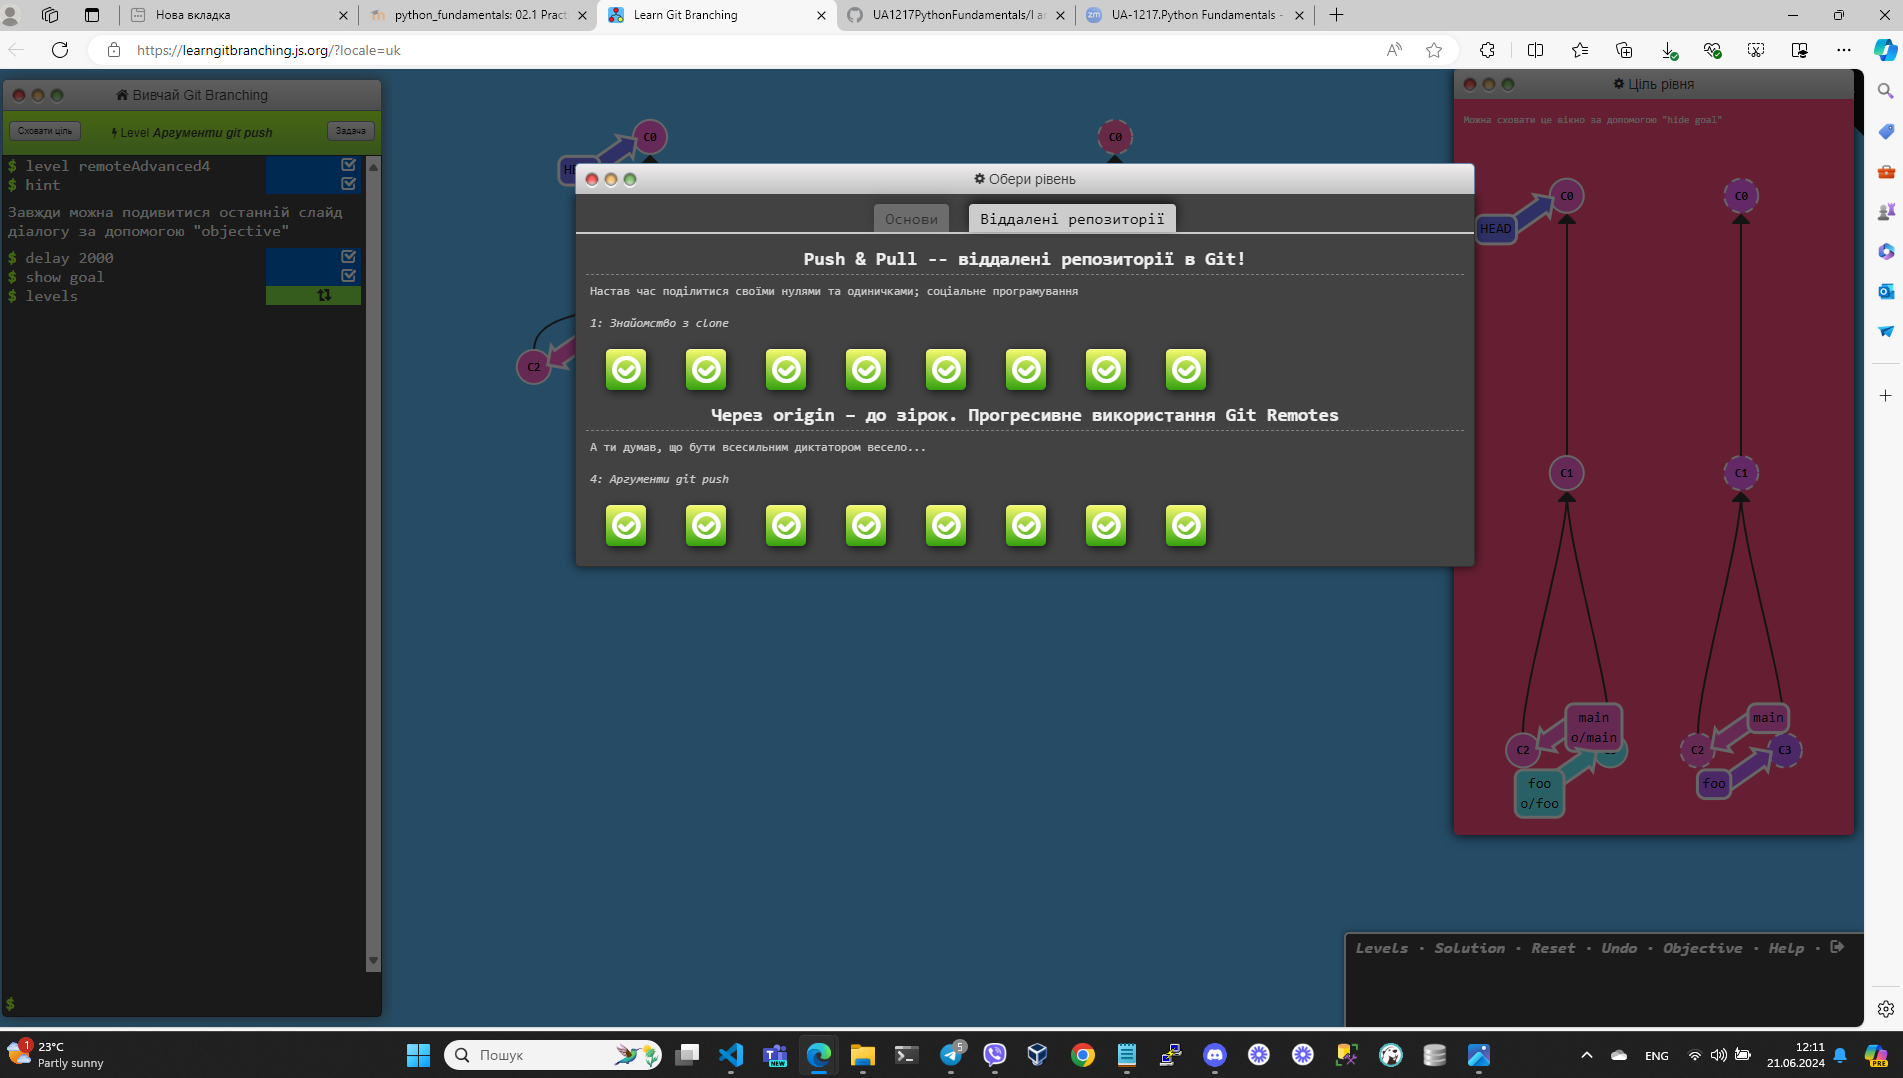 Нова вкладка
python_fundamentals: 02.1 Pract
Learn Git Branching
UA1217PythonFundamentals/I ar
UA-1217.Python Fundamentals -
https://learngitbranching.js.org/?locale=uk
Вивчай Git Branching
Сховати ціль
Level Аргументи git push
Задача
$ level remoteAdvanced4
$ hint
Завжди можна подивитися останній слайд
діалогу за допомогою "objective"
$ delay 2000
$ show goal
$ levels
$
C0
C0
C2
Обери рівень
Основи
Віддалені репозиторії
Push & Pull -- віддалені репозиторії в Git!
Настав час поділитися своїми нулями та одиничками; соціальне програмування
1: Знайомство з clone
Через origin – до зірок. Прогресивне використання Git Remotes
А ти думав, що бути всесильним диктатором весело...
4: Аргументи git push
Ціль рівня
Можна сховати це вікно за допомогою "hide goal"
C0
C0
HEAD
C1
C1
main
o/main
main
C2
C2
C3
foo
o/foo
foo
Levels · Solution · Reset · Undo · Objective · Help ·
1
23°C
Partly sunny
Пошук
NEW
5
ENG
12:11
21.06.2024
PRE